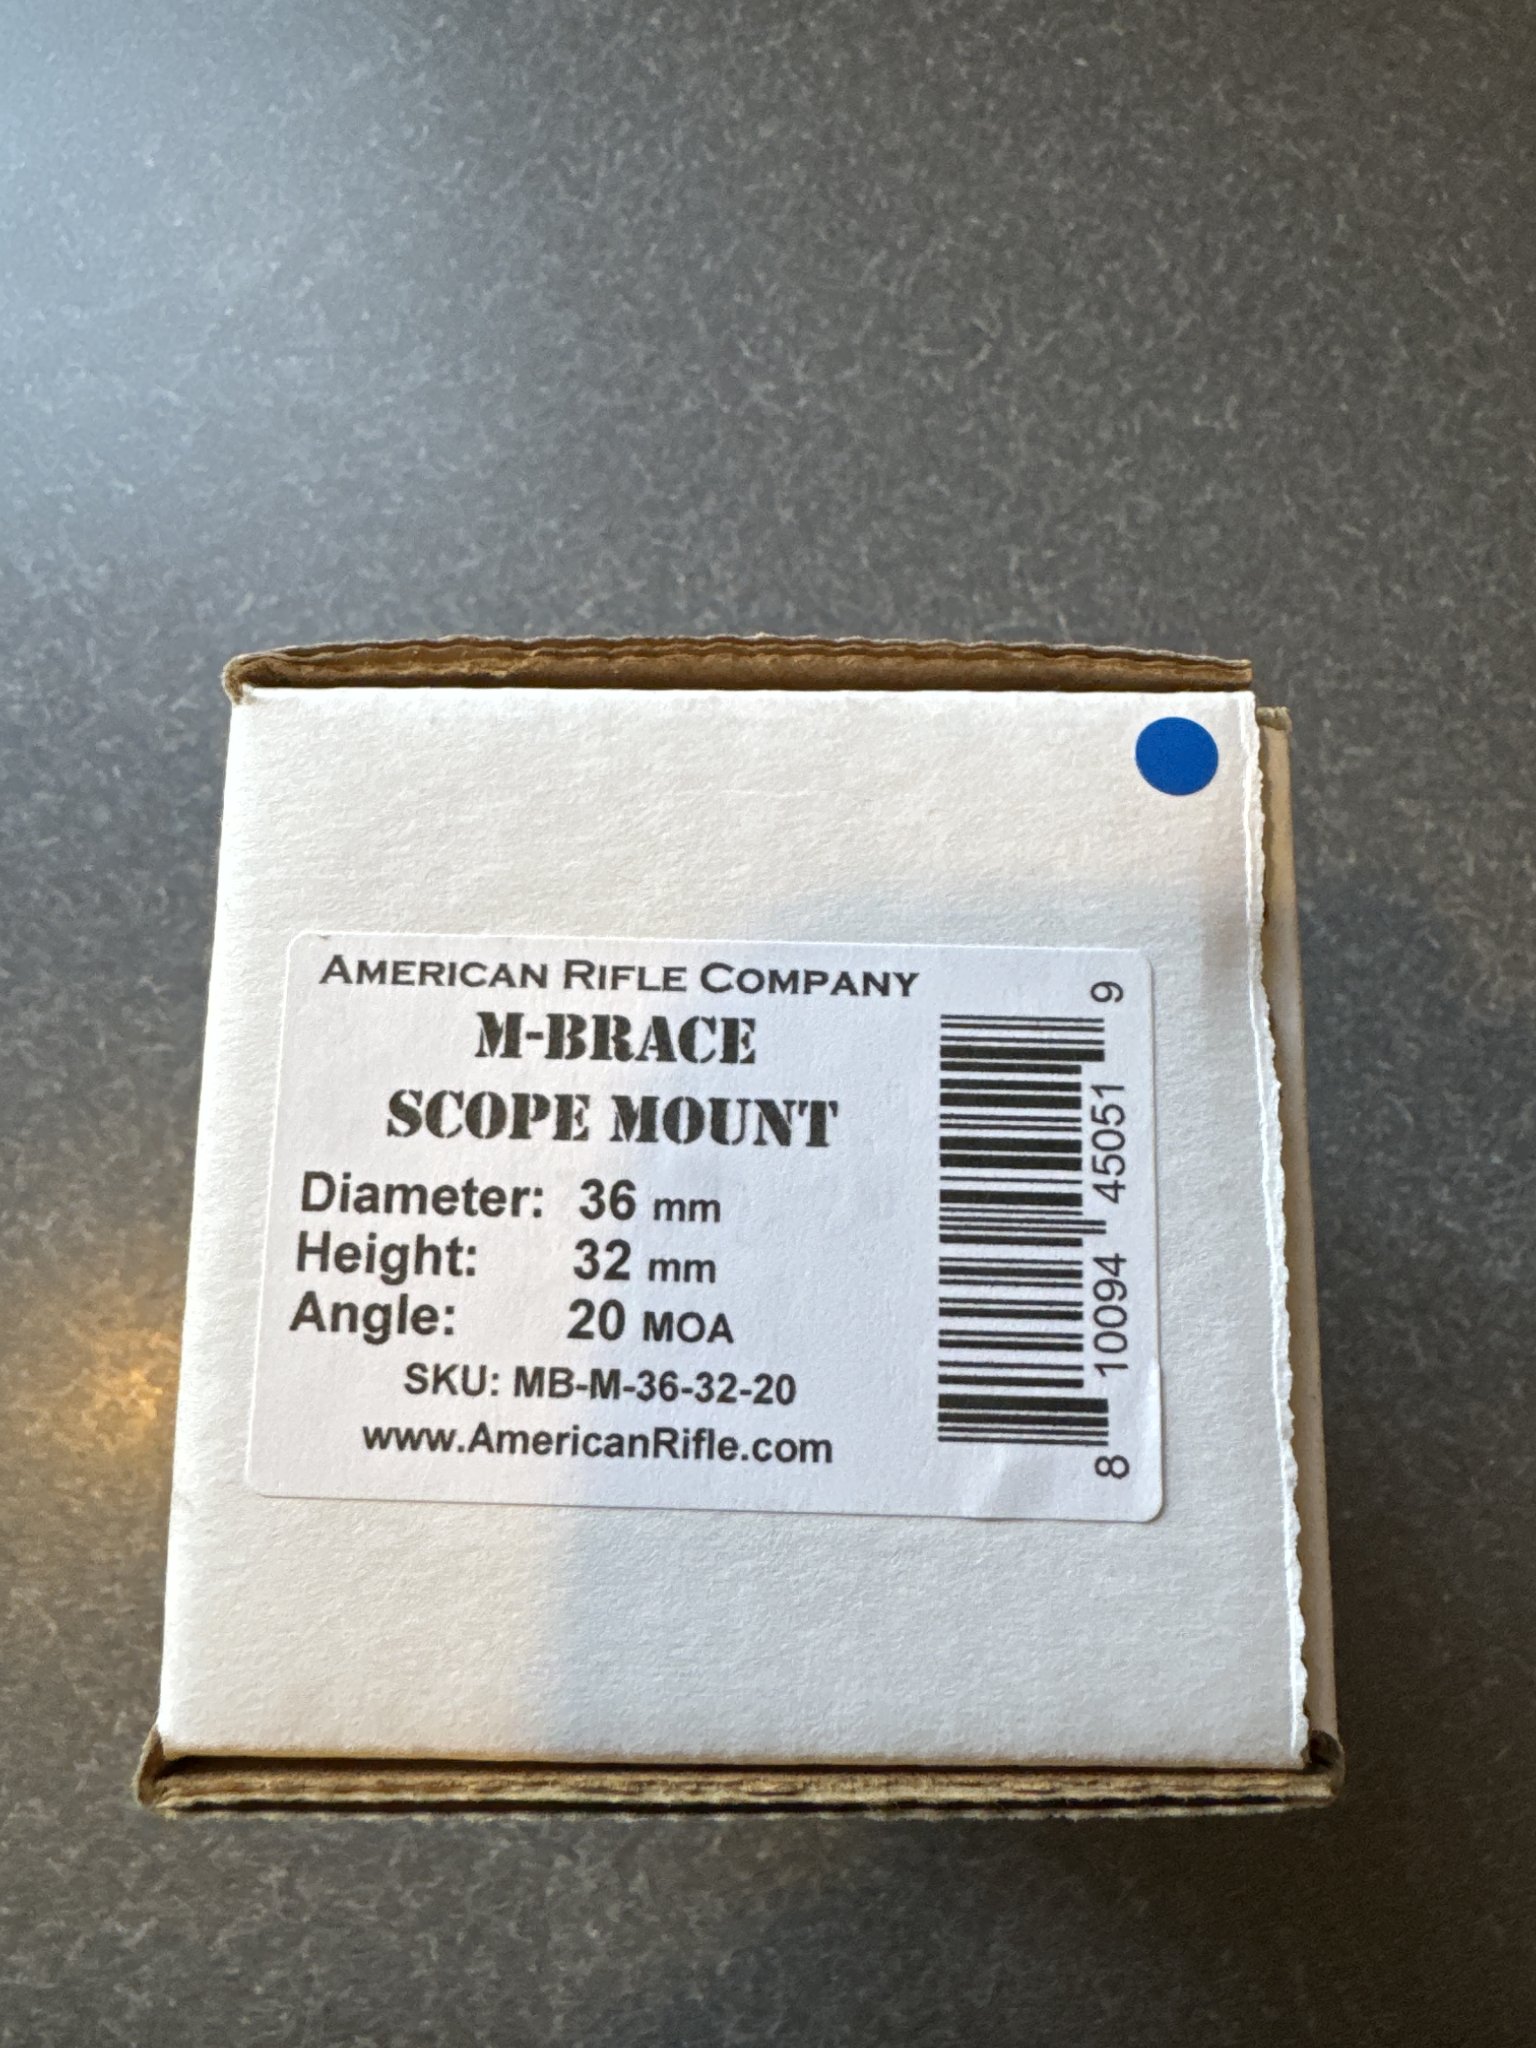 AMERICAN RIFLE COMPANY
M-BRACE
SCOPE MOUNT
Diameter: 36 mm
Height: 32 mm
Angle: 20 MOA
SKU: MB-M-36-32-20
www.AmericanRifle.com
8 10094 45051 9